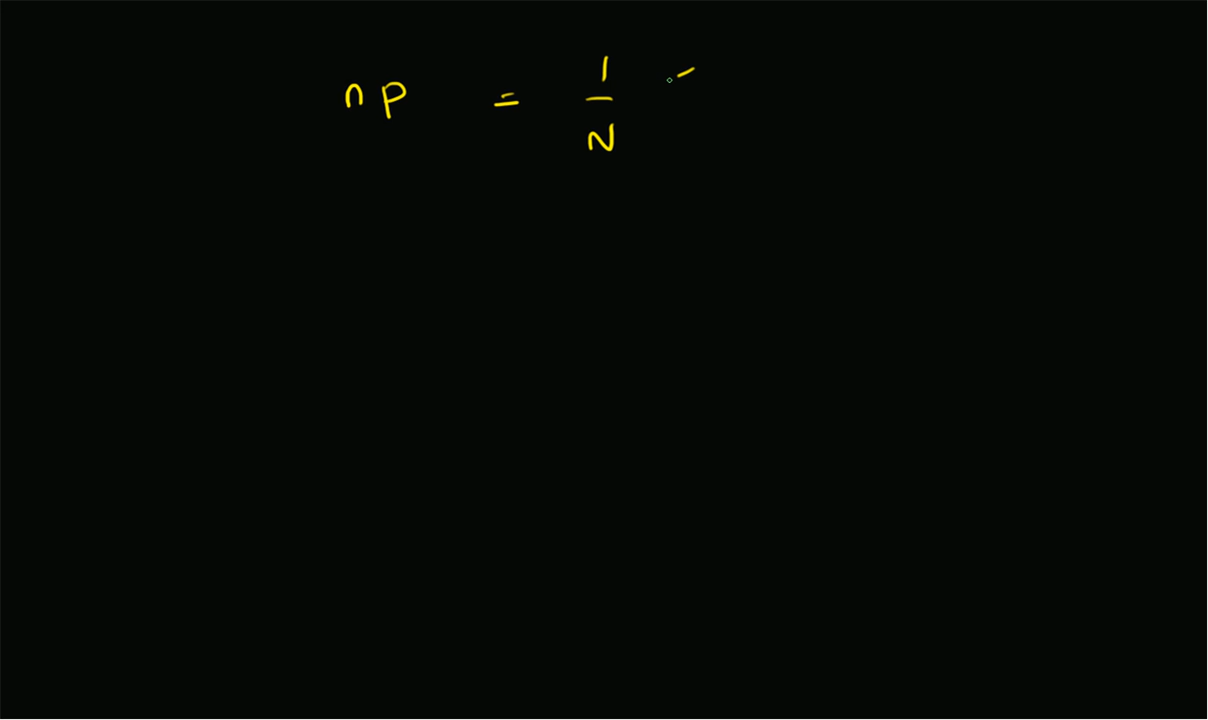 np = 1/N